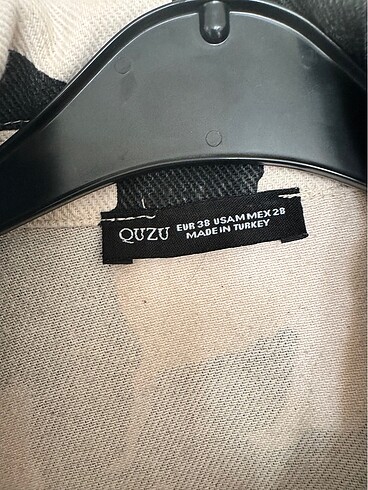 QUZU
EUR 38 USA M MEX 28
MADE IN TURKEY